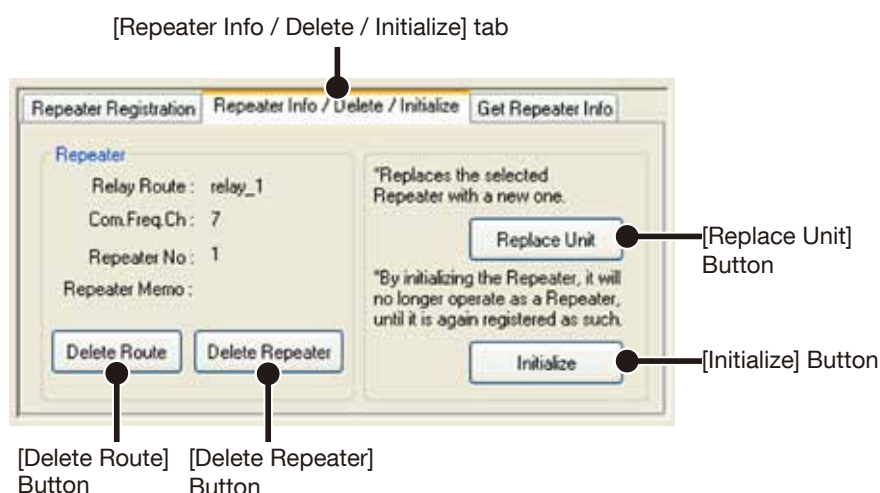 [Repeater Info / Delete / Initialize] tab
Repeater Registration Repeater Info / Delete / Initialize Get Repeater Info
Repeater
Relay Route : relay_1
Com.Freq.Ch : 7
Repeater No : 1
Repeater Memo :
Delete Route Delete Repeater
"Replaces the selected
Repeater with a new one.
Replace Unit
"By initializing the Repeater, it will
no longer operate as a Repeater,
until it is again registered as such.
Initialize
[Replace Unit]
Button
[Initialize] Button
[Delete Route]
Button
[Delete Repeater]
Button